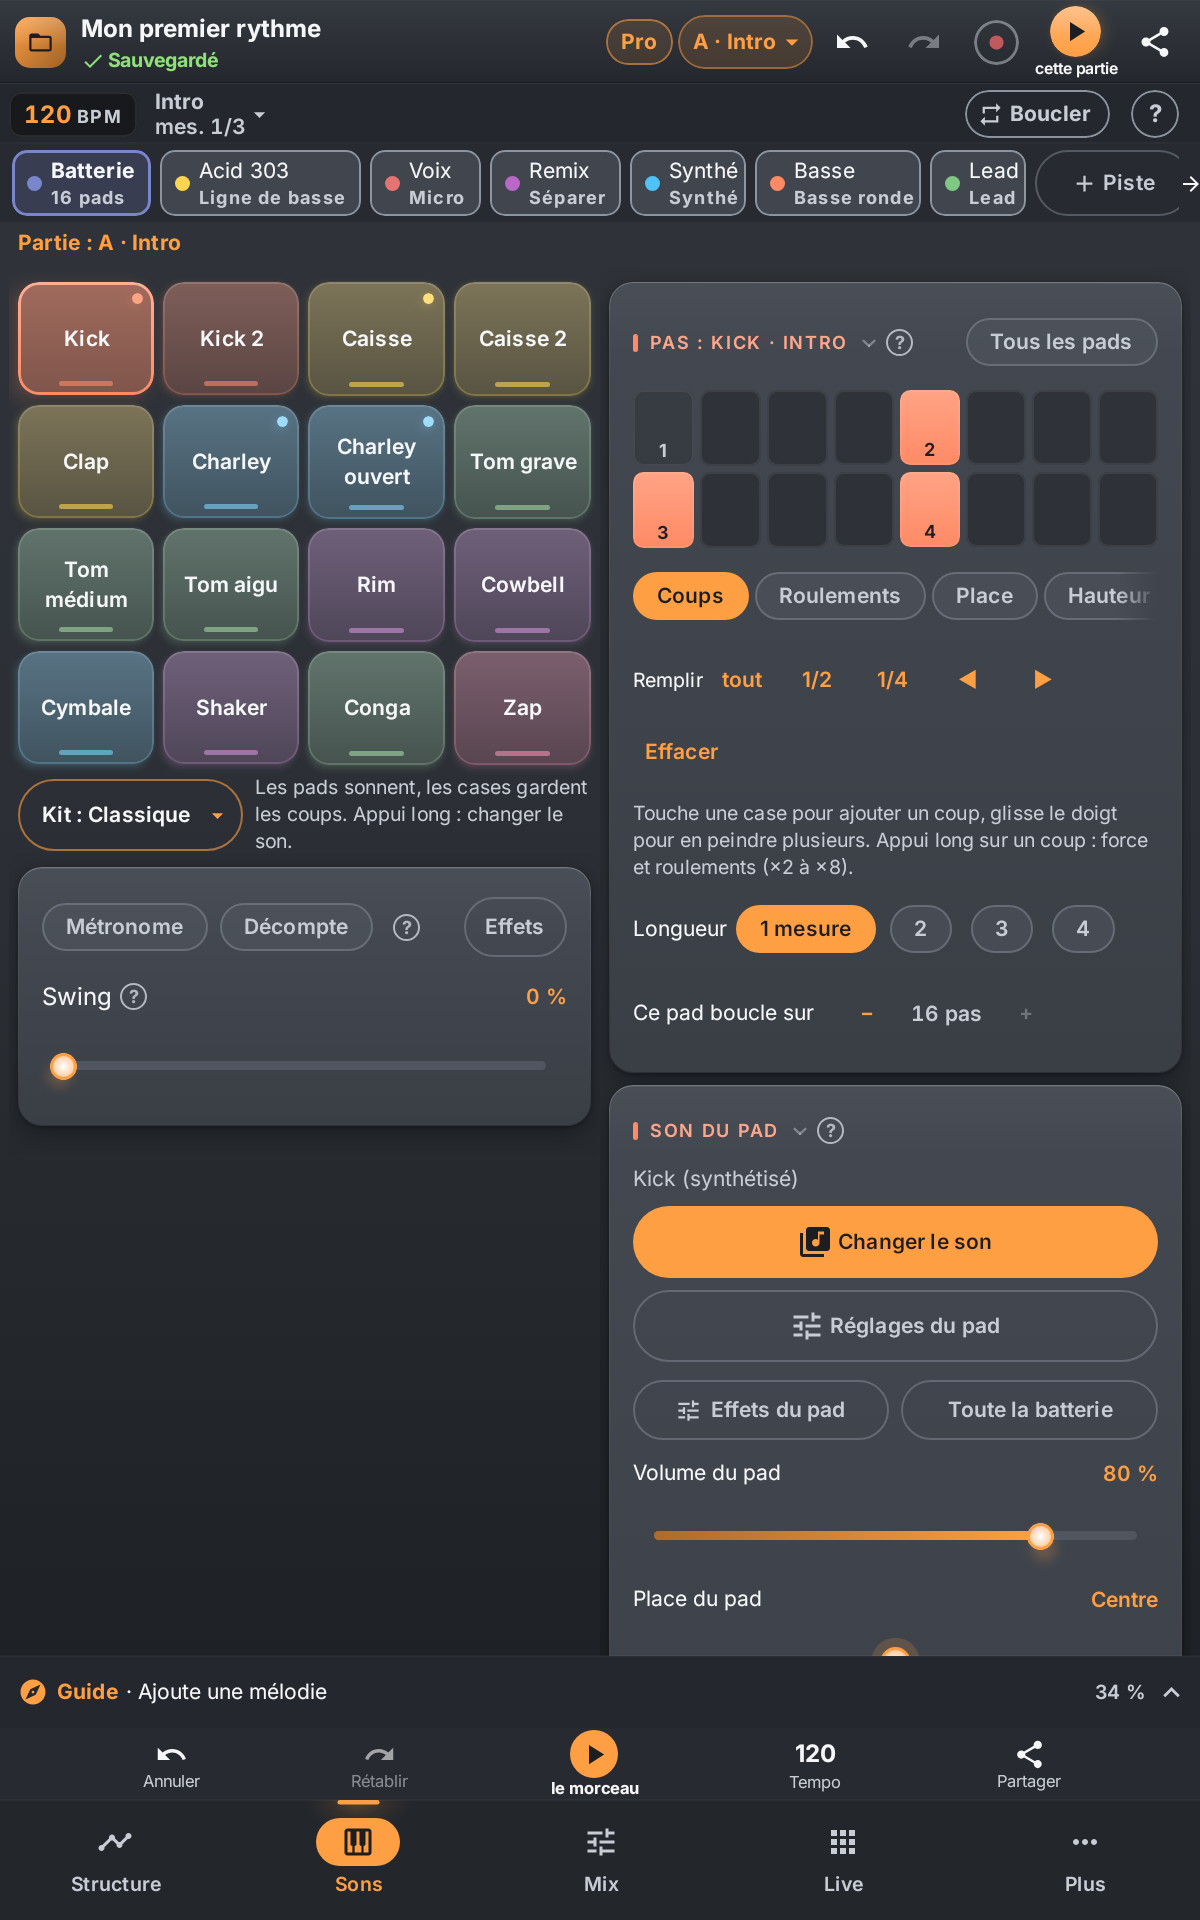 Mon premier rythme
Sauvegardé
Pro
A · Intro
cette partie
120 BPM
Intro
mes. 1/3
Boucler
?
Batterie
16 pads
Acid 303
Ligne de basse
Voix
Micro
Remix
Séparer
Synthé
Synthé
Basse
Basse ronde
Lead
Lead
+ Piste
Partie : A · Intro
Kick
Kick 2
Caisse
Caisse 2
Clap
Charley
Charley
ouvert
Tom grave
Tom
médium
Tom aigu
Rim
Cowbell
Cymbale
Shaker
Conga
Zap
Kit : Classique
Les pads sonnent, les cases gardent
les coups. Appui long : changer le
son.
Métronome
Décompte
?
Effets
Swing ?
0 %
PAS : KICK · INTRO
?
Tous les pads
1
2
3
4
Coups
Roulements
Place
Hauteur
Remplir
tout
1/2
1/4
Effacer
Touche une case pour ajouter un coup, glisse le doigt
pour en peindre plusieurs. Appui long sur un coup : force
et roulements (×2 à ×8).
Longueur
1 mesure
2
3
4
Ce pad boucle sur
−
16 pas
+
SON DU PAD
?
Kick (synthétisé)
Changer le son
Réglages du pad
Effets du pad
Toute la batterie
Volume du pad
80 %
Place du pad
Centre
Guide · Ajoute une mélodie
34 %
Annuler
Rétablir
le morceau
120
Tempo
Partager
Structure
Sons
Mix
Live
Plus